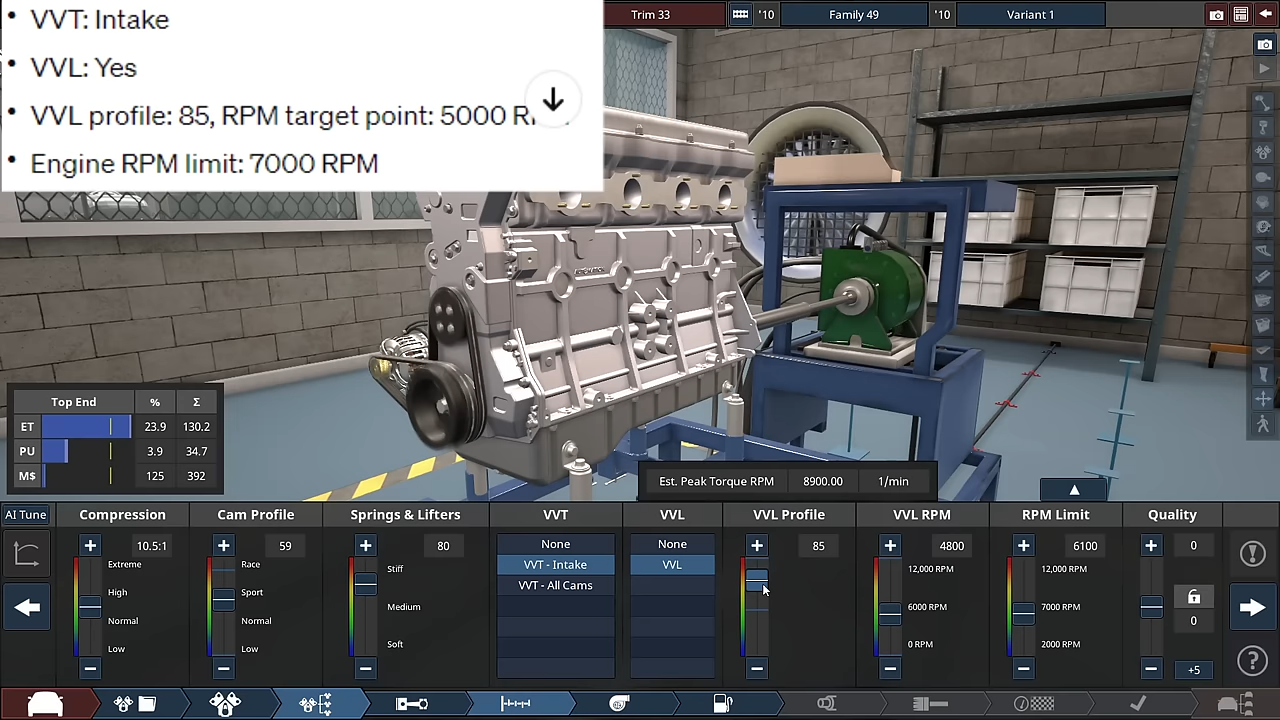 • VVT: Intake
• VVL: Yes
• VVL profile: 85, RPM target point: 5000
• Engine RPM limit: 7000 RPM
Trim 33
'10
Family 49
'10
Variant 1
Top End % Σ
ET 23.9 130.2
PU 3.9 34.7
M$ 125 392
Est. Peak Torque RPM 8900.00 1/min
AI Tune
Compression
10.5:1
Extreme
High
Normal
Low
Cam Profile
59
Race
Sport
Normal
Low
Springs & Lifters
80
Stiff
Medium
Soft
VVT
None
VVT - Intake
VVT - All Cams
VVL
None
VVL
VVL Profile
85
VVL RPM
4800
12,000 RPM
6000 RPM
0 RPM
RPM Limit
6100
12,000 RPM
7000 RPM
2000 RPM
Quality
0
0
+5